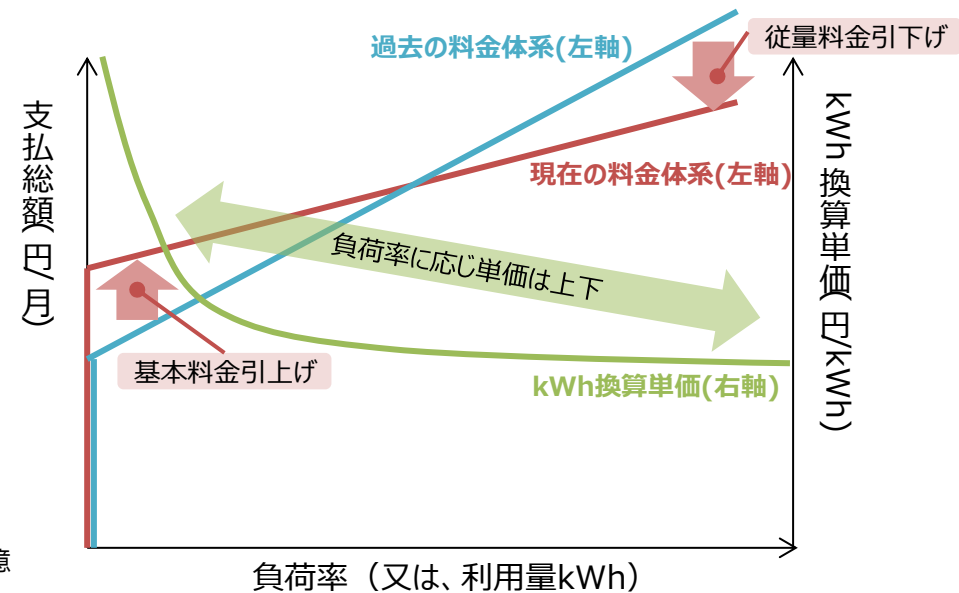 過去の料金体系(左軸)
従量料金引下げ
支払総額(円/月)
現在の料金体系(左軸)
kWh換算単価(円/kWh)
負荷率に応じ単価は上下
基本料金引上げ
kWh換算単価(右軸)
憶
負荷率（又は、利用量kWh）